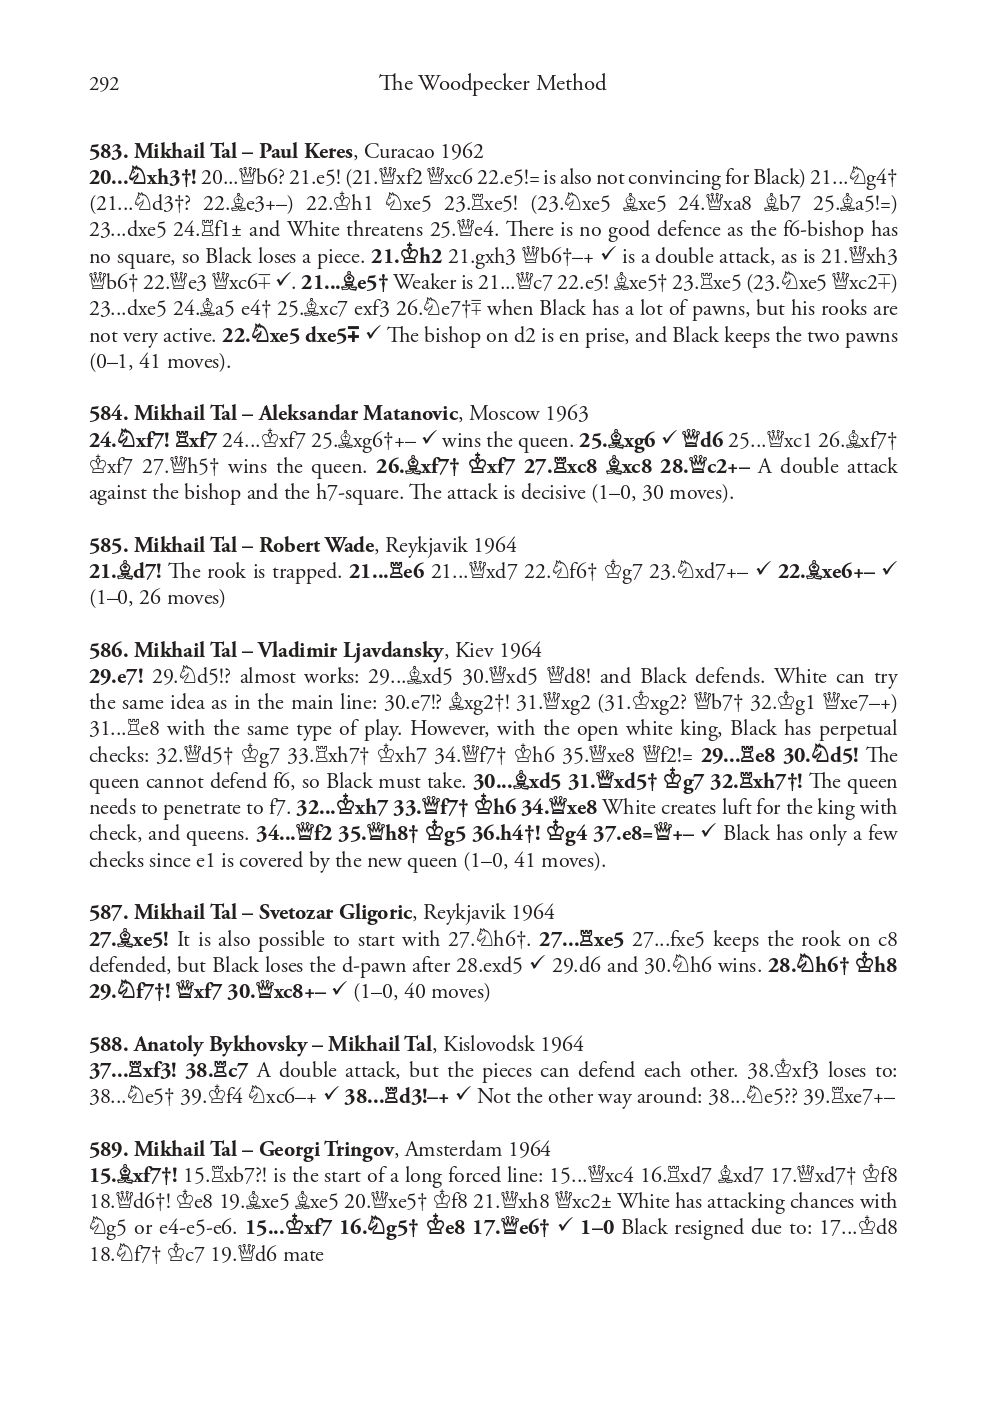 292
The Woodpecker Method
583. Mikhail Tal – Paul Keres, Curacao 1962
20...♘xh3†! 20...♕b6? 21.e5! (21.♕xf2 ♕xc6 22.e5!= is also not convincing for Black) 21...♘g4†
(21...♘d3†? 22.♗e3+–) 22.♔h1 ♘xe5 23.♖xe5! (23.♘xe5 ♗xe5 24.♕xa8 ♗b7 25.♗a5!=)
23...dxe5 24.♖f1± and White threatens 25.♕e4. There is no good defence as the f6-bishop has
no square, so Black loses a piece. 21.♔h2 21.gxh3 ♕b6†–+ ✓ is a double attack, as is 21.♕xh3
♕b6† 22.♕e3 ♕xc6∓ ✓. 21...♗e5† Weaker is 21...♕c7 22.e5! ♗xe5† 23.♖xe5 (23.♘xe5 ♕xc2∓)
23...dxe5 24.♗a5 e4† 25.♗xc7 exf3 26.♘e7†∓ when Black has a lot of pawns, but his rooks are
not very active. 22.♘xe5 dxe5∓ ✓ The bishop on d2 is en prise, and Black keeps the two pawns
(0–1, 41 moves).
584. Mikhail Tal – Aleksandar Matanovic, Moscow 1963
24.♘xf7! ♖xf7 24...♔xf7 25.♗xg6†+– ✓ wins the queen. 25.♗xg6 ✓ ♕d6 25...♕xc1 26.♗xf7†
♔xf7 27.♕h5† wins the queen. 26.♗xf7† ♔xf7 27.♖xc8 ♗xc8 28.♕c2+– A double attack
against the bishop and the h7-square. The attack is decisive (1–0, 30 moves).
585. Mikhail Tal – Robert Wade, Reykjavik 1964
21.♗d7! The rook is trapped. 21...♖e6 21...♕xd7 22.♘f6† ♔g7 23.♘xd7+– ✓ 22.♗xe6+– ✓
(1–0, 26 moves)
586. Mikhail Tal – Vladimir Ljavdansky, Kiev 1964
29.e7! 29.♘d5!? almost works: 29...♗xd5 30.♕xd5 ♕d8! and Black defends. White can try
the same idea as in the main line: 30.e7!? ♗xg2†! 31.♕xg2 (31.♔xg2? ♕b7† 32.♔g1 ♕xe7–+)
31...♖e8 with the same type of play. However, with the open white king, Black has perpetual
checks: 32.♕d5† ♔g7 33.♖xh7† ♔xh7 34.♕f7† ♔h6 35.♕xe8 ♕f2!= 29...♖e8 30.♘d5! The
queen cannot defend f6, so Black must take. 30...♗xd5 31.♕xd5† ♔g7 32.♖xh7†! The queen
needs to penetrate to f7. 32...♔xh7 33.♕f7† ♔h6 34.♕xe8 White creates luft for the king with
check, and queens. 34...♕f2 35.♕h8† ♔g5 36.h4†! ♔g4 37.e8=♕+– ✓ Black has only a few
checks since e1 is covered by the new queen (1–0, 41 moves).
587. Mikhail Tal – Svetozar Gligoric, Reykjavik 1964
27.♗xe5! It is also possible to start with 27.♘h6†. 27...♖xe5 27...fxe5 keeps the rook on c8
defended, but Black loses the d-pawn after 28.exd5 ✓ 29.d6 and 30.♘h6 wins. 28.♘h6† ♔h8
29.♘f7†! ♕xf7 30.♕xc8+– ✓ (1–0, 40 moves)
588. Anatoly Bykhovsky – Mikhail Tal, Kislovodsk 1964
37...♖xf3! 38.♖c7 A double attack, but the pieces can defend each other. 38.♔xf3 loses to:
38...♘e5† 39.♔f4 ♘xc6–+ ✓ 38...♖d3!–+ ✓ Not the other way around: 38...♘e5?? 39.♖xe7+–
589. Mikhail Tal – Georgi Tringov, Amsterdam 1964
15.♗xf7†! 15.♖xb7?! is the start of a long forced line: 15...♕xc4 16.♖xd7 ♗xd7 17.♕xd7† ♔f8
18.♕d6†! ♔e8 19.♗xe5 ♗xe5 20.♕xe5† ♔f8 21.♕xh8 ♕xc2± White has attacking chances with
♘g5 or e4-e5-e6. 15...♔xf7 16.♘g5† ♔e8 17.♕e6† ✓ 1–0 Black resigned due to: 17...♔d8
18.♘f7† ♔c7 19.♕d6 mate